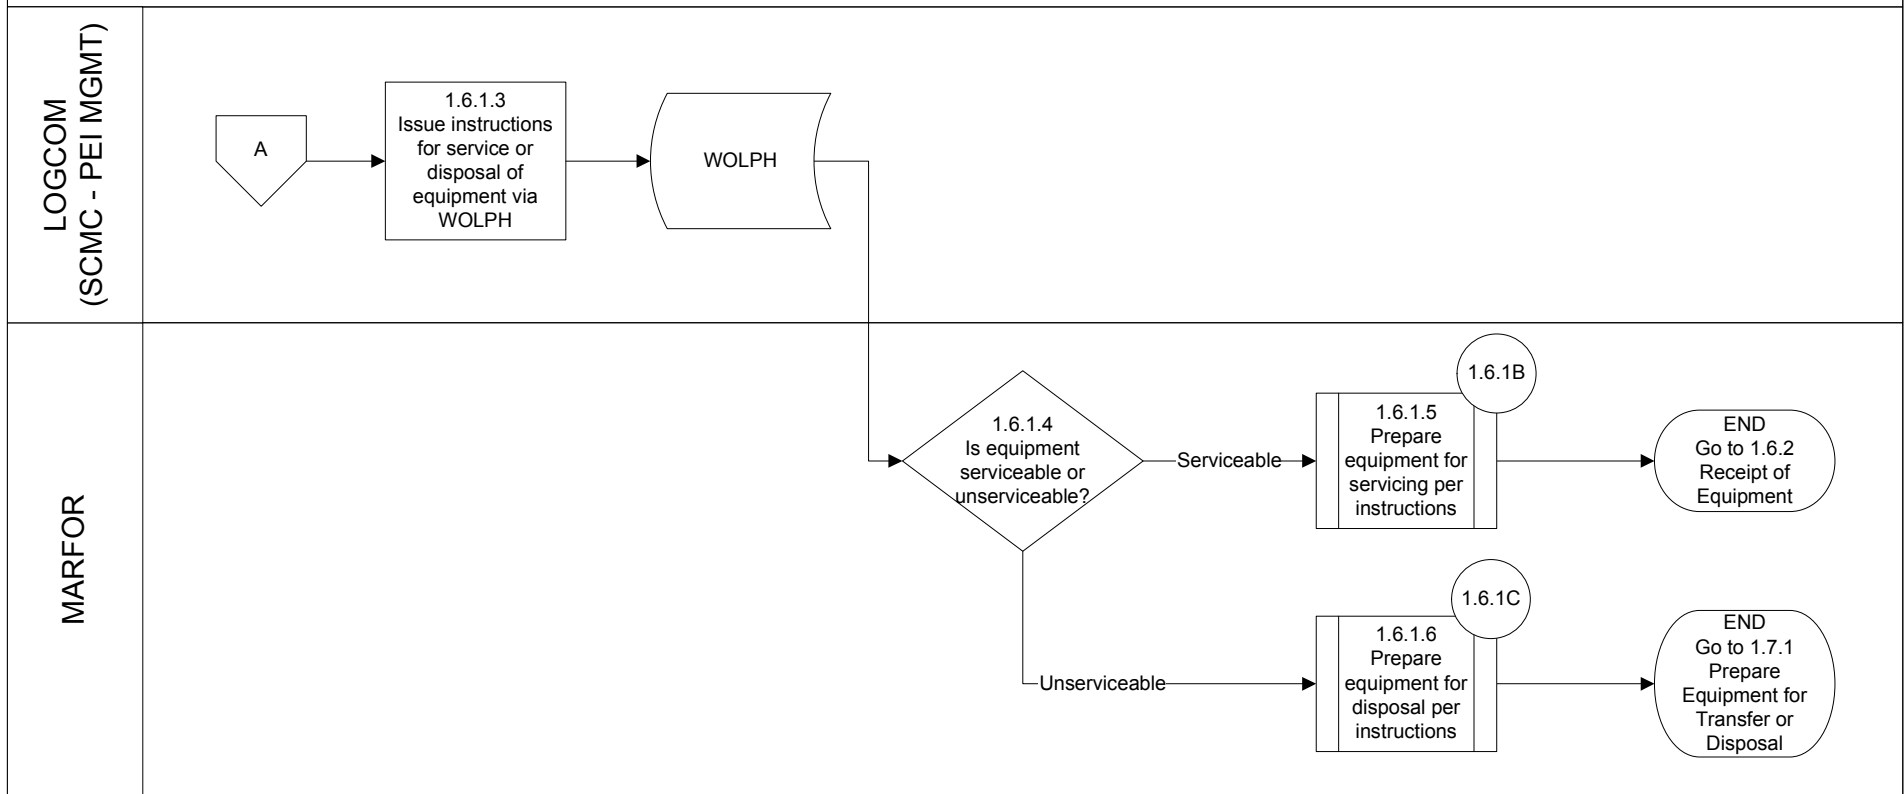 LOGCOM
(SCMC - PEI MGMT)
A
1.6.1.3
Issue instructions
for service or
disposal of
equipment via
WOLPH
WOLPH
MARFOR
1.6.1.4
Is equipment
serviceable or
unserviceable?
Serviceable
1.6.1B
1.6.1.5
Prepare
equipment for
servicing per
instructions
END
Go to 1.6.2
Receipt of
Equipment
Unserviceable
1.6.1C
1.6.1.6
Prepare
equipment for
disposal per
instructions
END
Go to 1.7.1
Prepare
Equipment for
Transfer or
Disposal